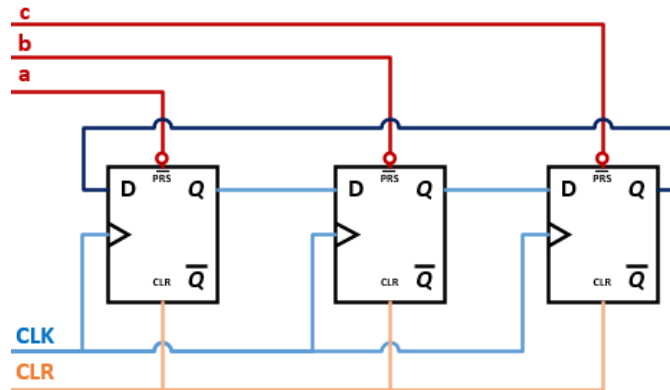 c
b
a
PRS PRS PRS
D Q D Q D Q
CLR Q CLR Q CLR Q
CLK
CLR